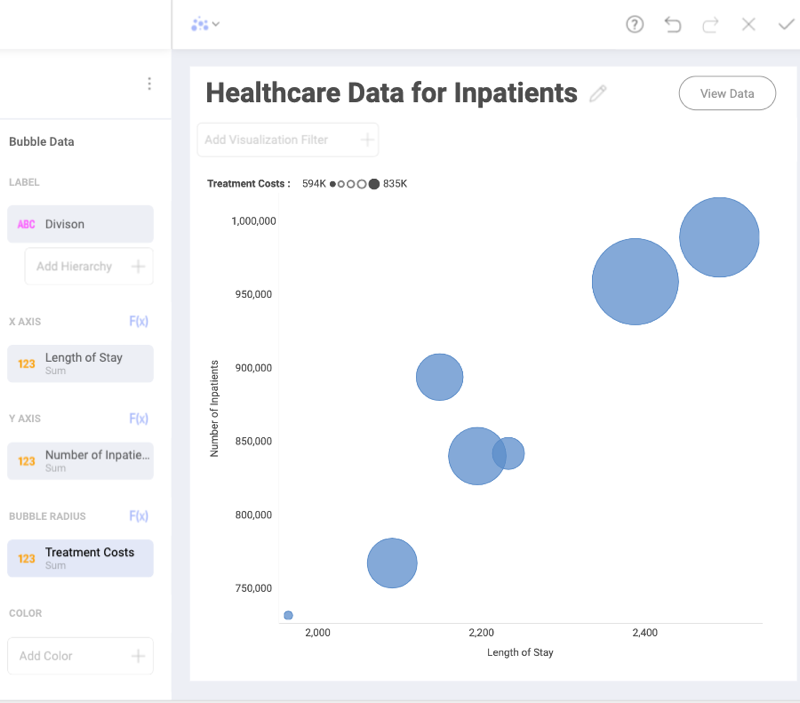 Bubble Data
LABEL
ABC Divison
Add Hierarchy
X AXIS F(x)
123 Length of Stay
Sum
Y AXIS F(x)
123 Number of Inpatie...
Sum
BUBBLE RADIUS F(x)
123 Treatment Costs
Sum
COLOR
Add Color
Healthcare Data for Inpatients
View Data
Add Visualization Filter
Treatment Costs : 594K 835K
1,000,000
950,000
900,000
850,000
800,000
750,000
Number of Inpatients
2,000 2,200 2,400
Length of Stay